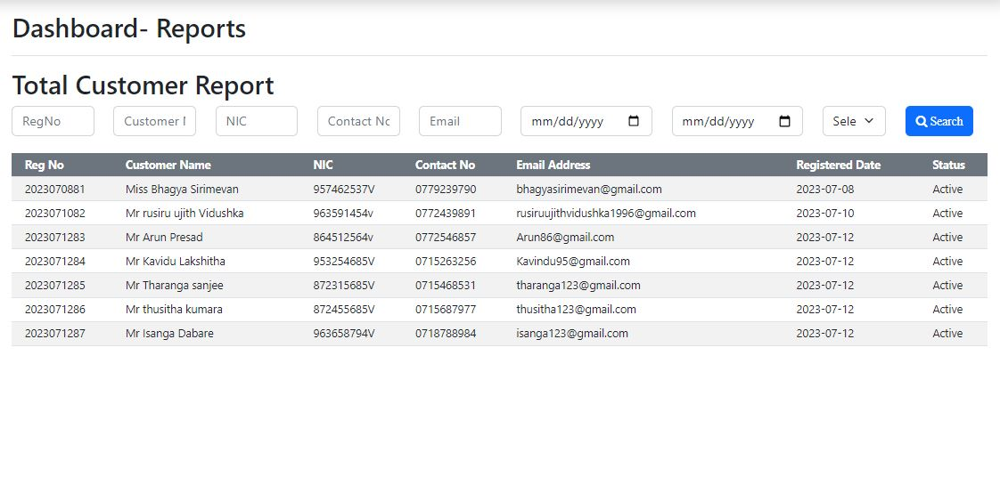 Dashboard- Reports
Total Customer Report
RegNo Customer NIC Contact Nc Email mm/dd/yyyy mm/dd/yyyy Sele Search
Reg No Customer Name NIC Contact No Email Address Registered Date Status
2023070881 Miss Bhagya Sirimevan 957462537V 0779239790 bhagyasirimevan@gmail.com 2023-07-08 Active
2023071082 Mr rusiru ujith Vidushka 963591454v 0772439891 rusiruujithvidushka1996@gmail.com 2023-07-10 Active
2023071283 Mr Arun Presad 864512564v 0772546857 Arun86@gmail.com 2023-07-12 Active
2023071284 Mr Kavidu Lakshitha 953254685V 0715263256 Kavindu95@gmail.com 2023-07-12 Active
2023071285 Mr Tharanga sanjee 872315685V 0715468531 tharanga123@gmail.com 2023-07-12 Active
2023071286 Mr thusitha kumara 872455685V 0715687977 thusitha123@gmail.com 2023-07-12 Active
2023071287 Mr Isanga Dabare 963658794V 0718788984 isanga123@gmail.com 2023-07-12 Active